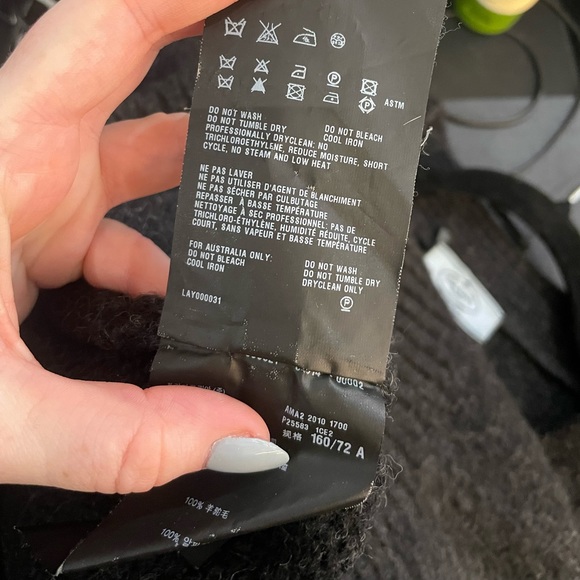 ASTM
DO NOT WASH
DO NOT TUMBLE DRY DO NOT BLEACH
PROFESSIONALLY DRYCLEAN: NO COOL IRON
TRICHLOROETHYLENE, REDUCE MOISTURE, SHORT
CYCLE, NO STEAM AND LOW HEAT
NE PAS LAVER
NE PAS UTILISER D'AGENT DE BLANCHIMENT
NE PAS SÉCHER PAR CULBUTAGE
REPASSER À BASSE TEMPÉRATURE
NETTOYAGE À SEC PROFESSIONNEL: PAS DE
TRICHLORO-ÉTHYLÈNE, HUMIDITÉ RÉDUITE, CYCLE
COURT, SANS VAPEUR ET BASSE TEMPÉRATURE
FOR AUSTRALIA ONLY: DO NOT WASH
DO NOT BLEACH DO NOT TUMBLE DRY
COOL IRON DRYCLEAN ONLY
LAY000031
00002
AMA2 2010 1700
P25583 1CE2
规格 160/72 A
100%
100%